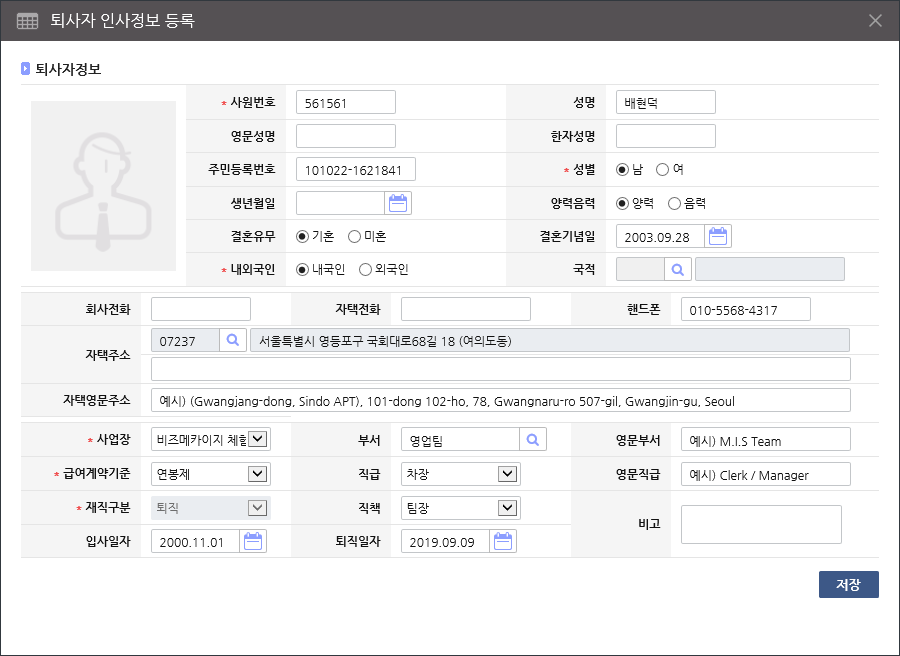 퇴사자 인사정보 등록
퇴사자정보
* 사원번호 561561 성명 배현덕
영문성명 한자성명
주민등록번호 101022-1621841 * 성별 남 여
생년월일 양력음력 양력 음력
결혼유무 기혼 미혼 결혼기념일 2003.09.28
* 내외국인 내국인 외국인 국적
회사전화 자택전화 핸드폰 010-5568-4317
자택주소 07237 서울특별시 영등포구 국회대로68길 18 (여의도동)
자택영문주소 예시) (Gwangjang-dong, Sindo APT), 101-dong 102-ho, 78, Gwangnaru-ro 507-gil, Gwangjin-gu, Seoul
* 사업장 비즈메카이지 체험 부서 영업팀 영문부서 예시) M.I.S Team
* 급여계약기준 연봉제 직급 차장 영문직급 예시) Clerk / Manager
* 재직구분 퇴직 직책 팀장 비고
입사일자 2000.11.01 퇴직일자 2019.09.09
저장